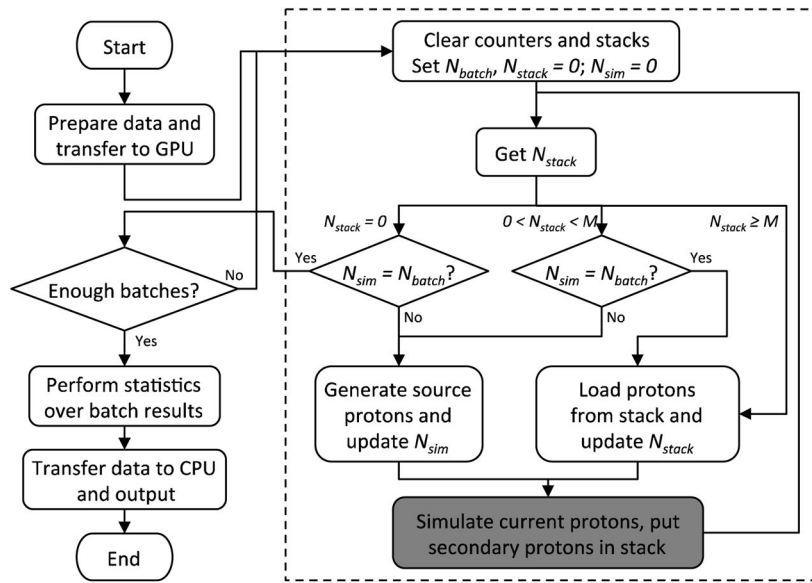 Start
Prepare data and
transfer to GPU
Enough batches?
No
Yes
Perform statistics
over batch results
Transfer data to CPU
and output
End
Clear counters and stacks
Set N_batch, N_stack = 0; N_sim = 0
Get N_stack
N_stack = 0
0 < N_stack < M
N_stack ≥ M
Yes
N_sim = N_batch?
No
N_sim = N_batch?
Yes
No
Generate source
protons and
update N_sim
Load protons
from stack and
update N_stack
Simulate current protons, put
secondary protons in stack